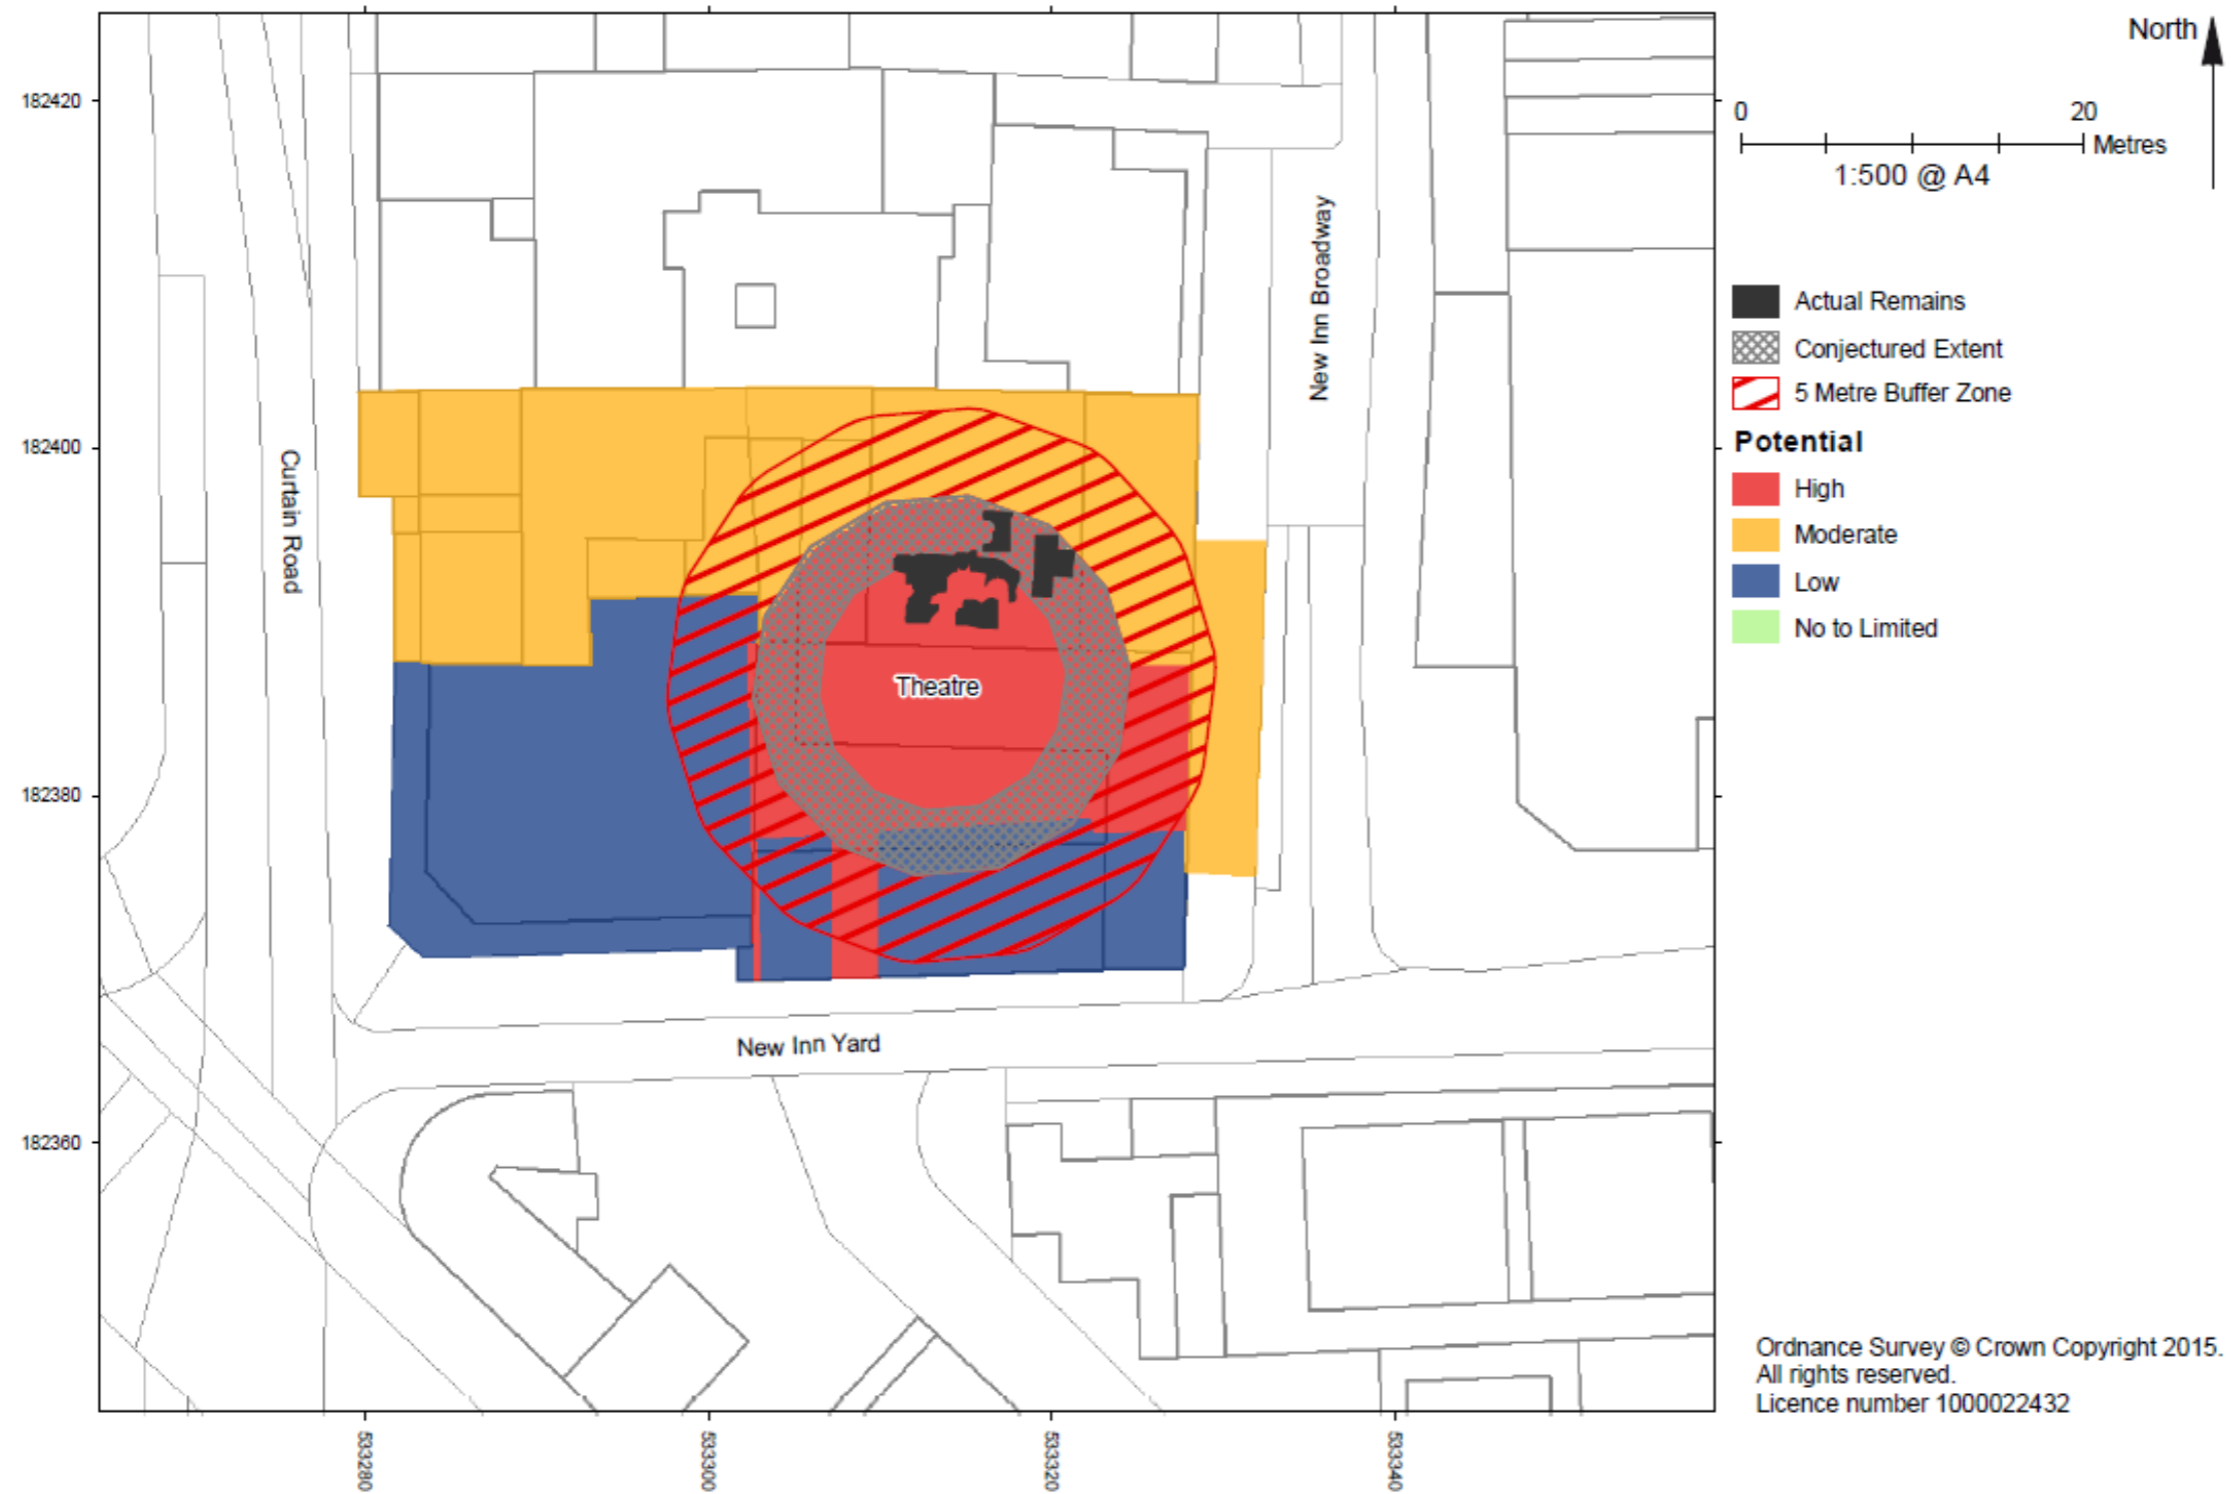 North
0 20
Metres
1:500 @ A4
182420
182400
182380
182360
New Inn Broadway
Curtain Road
Theatre
New Inn Yard
Actual Remains
Conjectured Extent
5 Metre Buffer Zone
Potential
High
Moderate
Low
No to Limited
533280
533300
533320
533340
Ordnance Survey © Crown Copyright 2015.
All rights reserved.
Licence number 1000022432